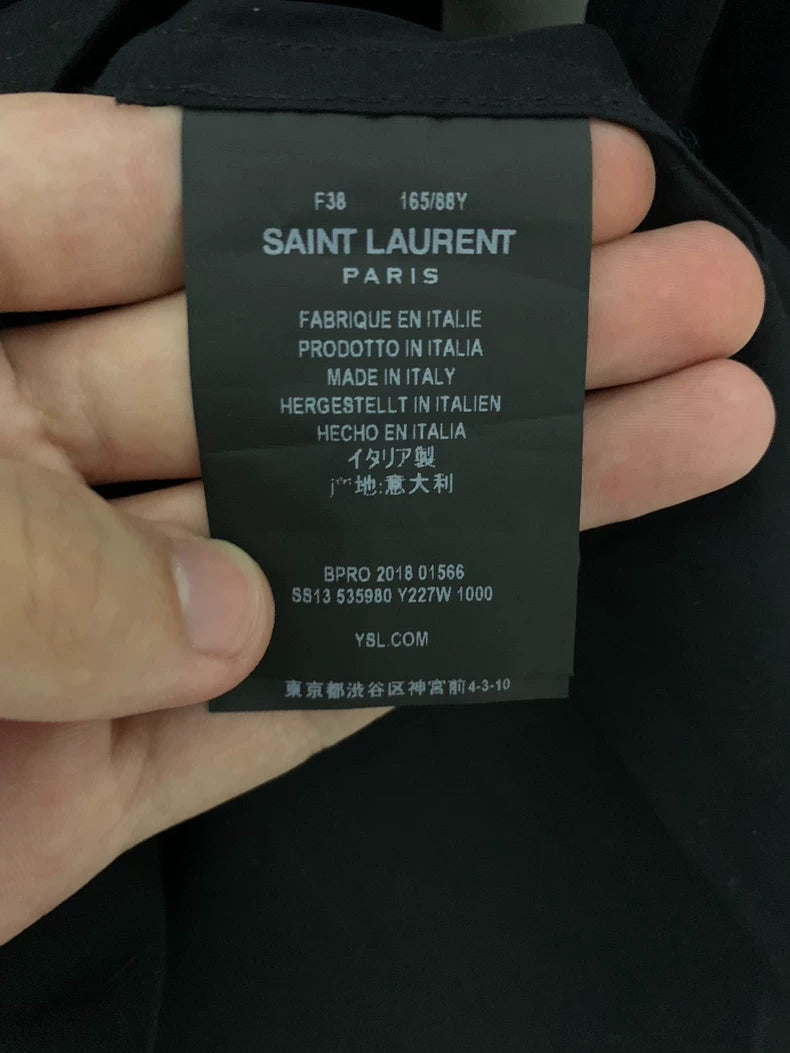 F38 165/88Y
SAINT LAURENT
PARIS
FABRIQUE EN ITALIE
PRODOTTO IN ITALIA
MADE IN ITALY
HERGESTELLT IN ITALIEN
HECHO EN ITALIA
イタリア製
地:意大利
BPRO 2018 01566
SS13 535980 Y227W 1000
YSL.COM
東京都渋谷区神宮前4-3-10